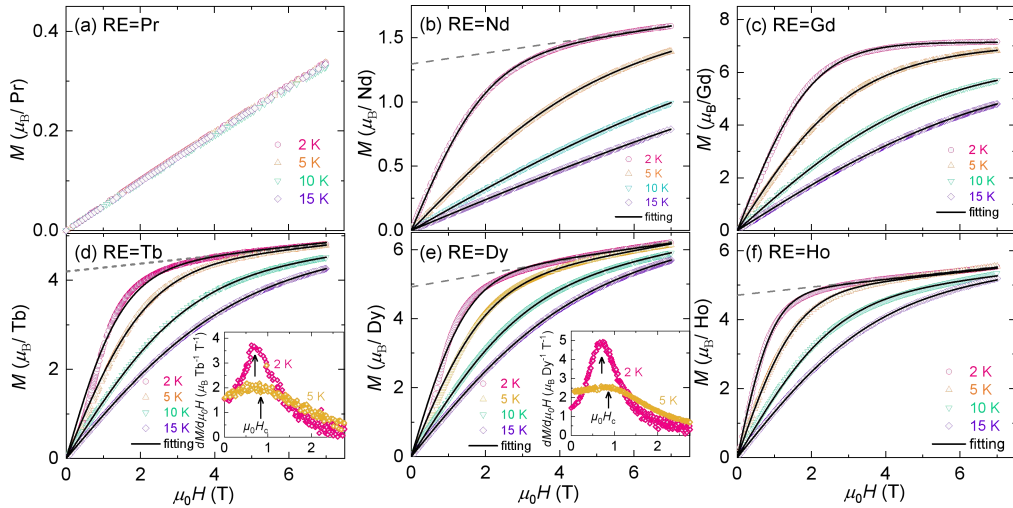 (a) RE=Pr
M (μB/ Pr)
0.4
0.2
0.0
2 K
5 K
10 K
15 K
(b) RE=Nd
M (μB/ Nd)
1.5
1.0
0.5
0.0
2 K
5 K
10 K
15 K
fitting
(c) RE=Gd
M (μB/Gd)
8
6
4
2
0
2 K
5 K
10 K
15 K
fitting
(d) RE=Tb
M (μB/ Tb)
4
2
0
0 2 4 6 8
μ0H (T)
2 K
5 K
10 K
15 K
fitting
dM/dμ0H (μB Tb-1 T-1)
4
3
2
1
0
0 1 2
2 K
5 K
μ0Hc
(e) RE=Dy
M (μB/ Dy)
6
4
2
0
0 2 4 6 8
μ0H (T)
2 K
5 K
10 K
15 K
fitting
dM/dμ0H (μB Dy-1 T-1)
5
4
3
2
1
0
0 1 2
2 K
5 K
μ0Hc
(f) RE=Ho
M (μB/ Ho)
6
4
2
0
0 2 4 6 8
μ0H (T)
2 K
5 K
10 K
15 K
fitting